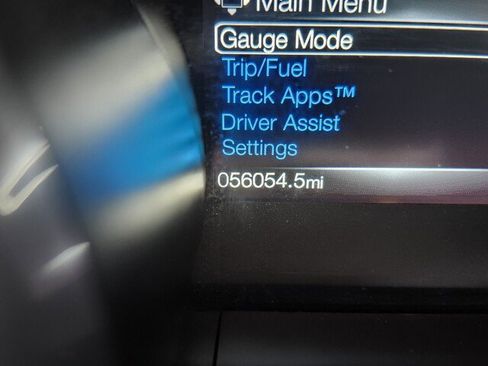 Main Menu
Gauge Mode
Trip/Fuel
Track Apps™
Driver Assist
Settings
056054.5mi